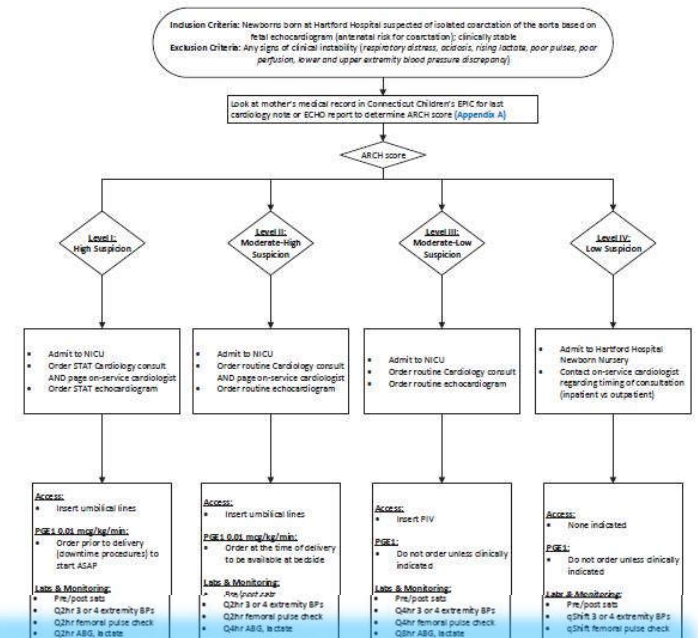 Inclusion Criteria: Newborns born at Hartford Hospital suspected of isolated coarctation of the aorta based on
fetal echocardiogram (antenatal risk for coarctation); clinically stable
Exclusion Criteria: Any signs of clinical instability (respiratory distress, acidosis, rising lactate, poor pulses, poor
perfusion, lower and upper extremity blood pressure discrepancy)
Look at mother's medical record in Connecticut Children's EPIC for last
cardiology note or ECHO report to determine ARCH score (Appendix A)
ARCH score
Level I:
High Suspicion
Level II:
Moderate-High
Suspicion
Level III:
Moderate-Low
Suspicion
Level IV:
Low Suspicion
• Admit to NICU
• Order STAT Cardiology consult
AND page on-service cardiologist
• Order STAT echocardiogram
• Admit to NICU
• Order routine Cardiology consult
AND page on-service cardiologist
• Order routine echocardiogram
• Admit to NICU
• Order routine Cardiology consult
• Order routine echocardiogram
• Admit to Hartford Hospital
Newborn Nursery
• Contact on-service cardiologist
regarding timing of consultation
(inpatient vs outpatient)
Access:
• Insert umbilical lines
PGE1 0.01 mcg/kg/min:
• Order prior to delivery
(downtime procedures) to
start ASAP
Labs & Monitoring:
• Pre/post sats
• Q2hr 3 or 4 extremity BPs
• Q2hr femoral pulse check
• Q2hr ABG, lactate
Access:
• Insert umbilical lines
PGE1 0.01 mcg/kg/min:
• Order at the time of delivery
to be available at bedside
Labs & Monitoring:
• Pre/post sats
• Q2hr 3 or 4 extremity BPs
• Q2hr femoral pulse check
• Q4hr ABG, lactate
Access:
• Insert PIV
PGE1:
• Do not order unless clinically
indicated
Labs & Monitoring:
• Pre/post sats
• Q4hr 3 or 4 extremity BPs
• Q4hr femoral pulse check
• Q8hr ABG, lactate
Access:
• None indicated
PGE1:
• Do not order unless clinically
indicated
Labs & Monitoring:
• Pre/post sats
• qShift 3 or 4 extremity BPs
• qShift femoral pulse check